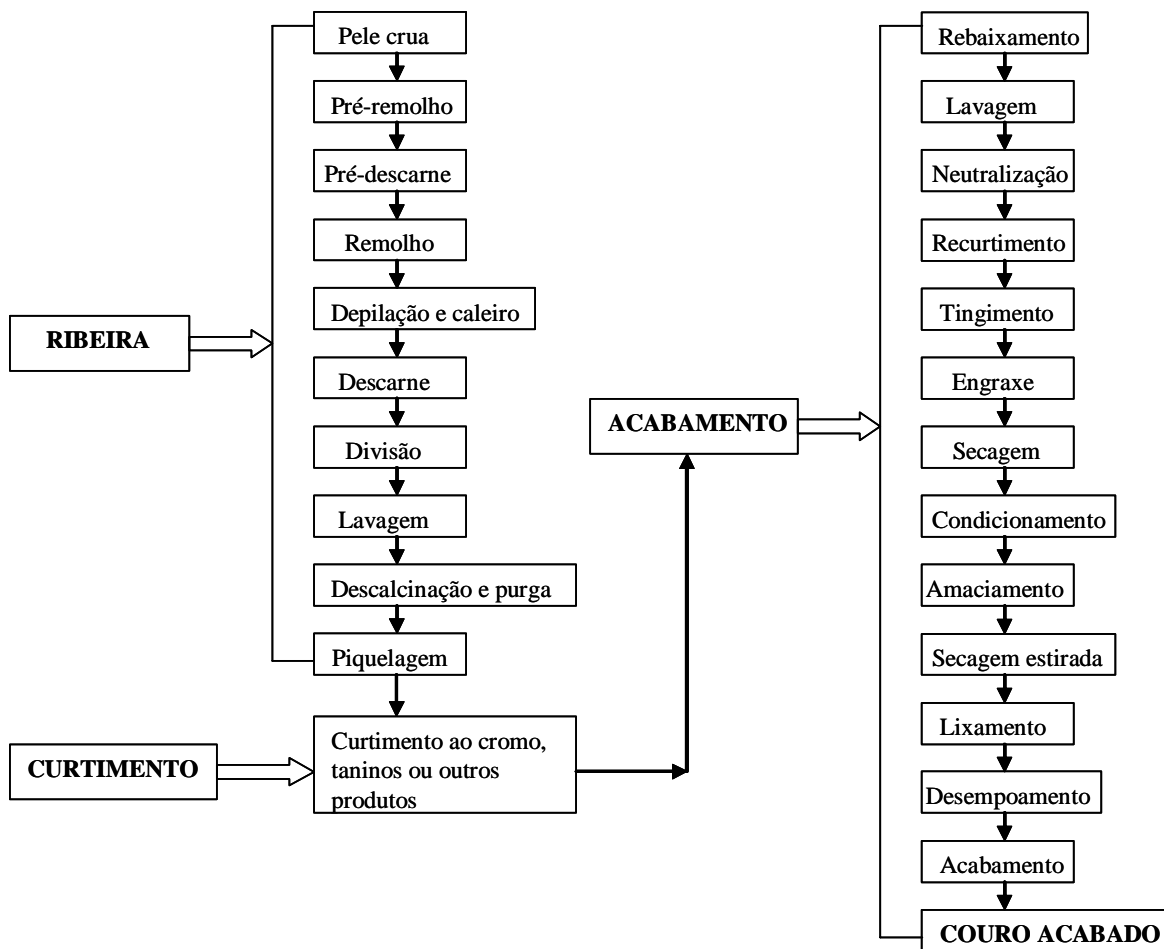 Pele crua
Pré-remolho
Pré-descarne
Remolho
Depilação e caleiro
RIBEIRA
Descarne
Divisão
Lavagem
Descalcinação e purga
Piquelagem
CURTIMENTO
Curtimento ao cromo,
taninos ou outros
produtos
ACABAMENTO
Rebaixamento
Lavagem
Neutralização
Recurtimento
Tingimento
Engraxe
Secagem
Condicionamento
Amaciamento
Secagem estirada
Lixamento
Desempoamento
Acabamento
COURO ACABADO